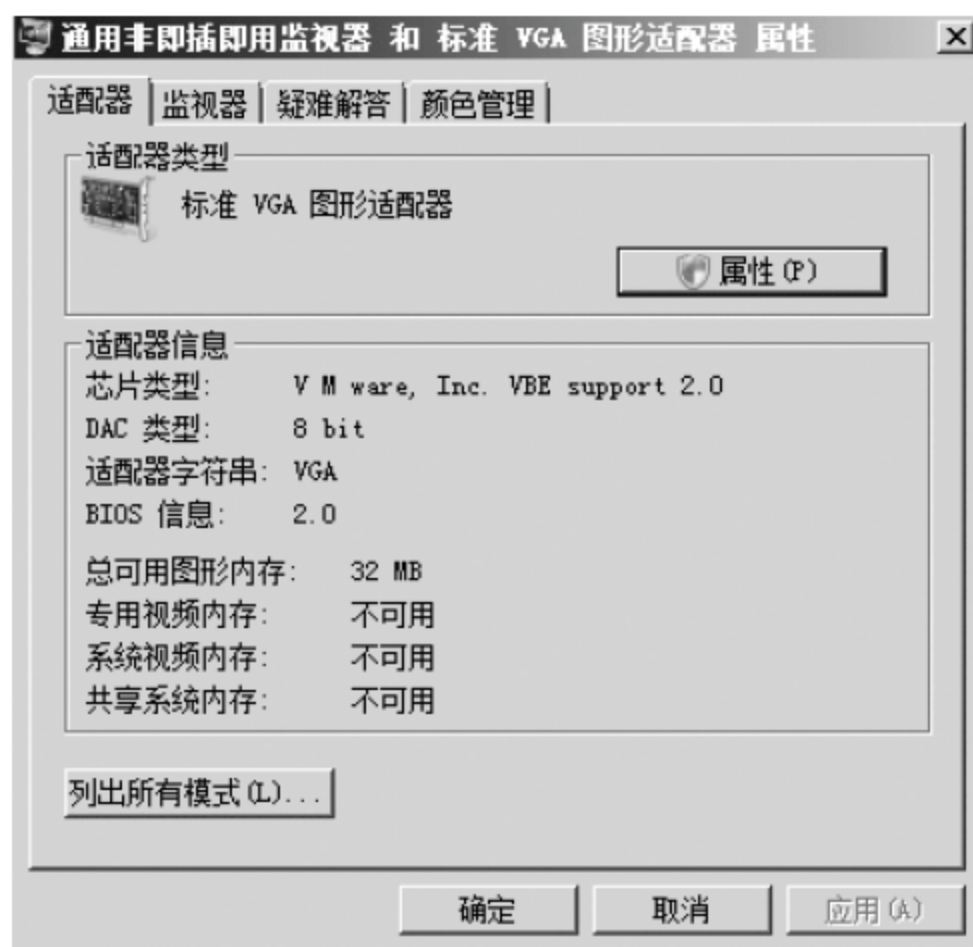 通用非即插即用监视器 和 标准 VGA 图形适配器 属性
适配器 监视器 疑难解答 颜色管理
适配器类型
标准 VGA 图形适配器
属性(P)
适配器信息
芯片类型: V M ware, Inc. VBE support 2.0
DAC 类型: 8 bit
适配器字符串: VGA
BIOS 信息: 2.0
总可用图形内存: 32 MB
专用视频内存: 不可用
系统视频内存: 不可用
共享系统内存: 不可用
列出所有模式(L)...
确定 取消 应用(A)